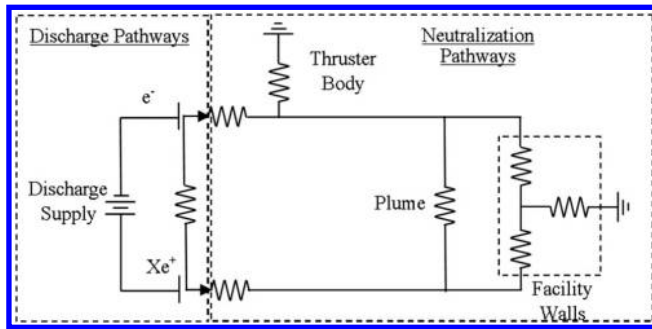 Discharge Pathways
Neutralization
Pathways
Thruster
Body
e-
Discharge
Supply
Plume
Xe+
Facility
Walls